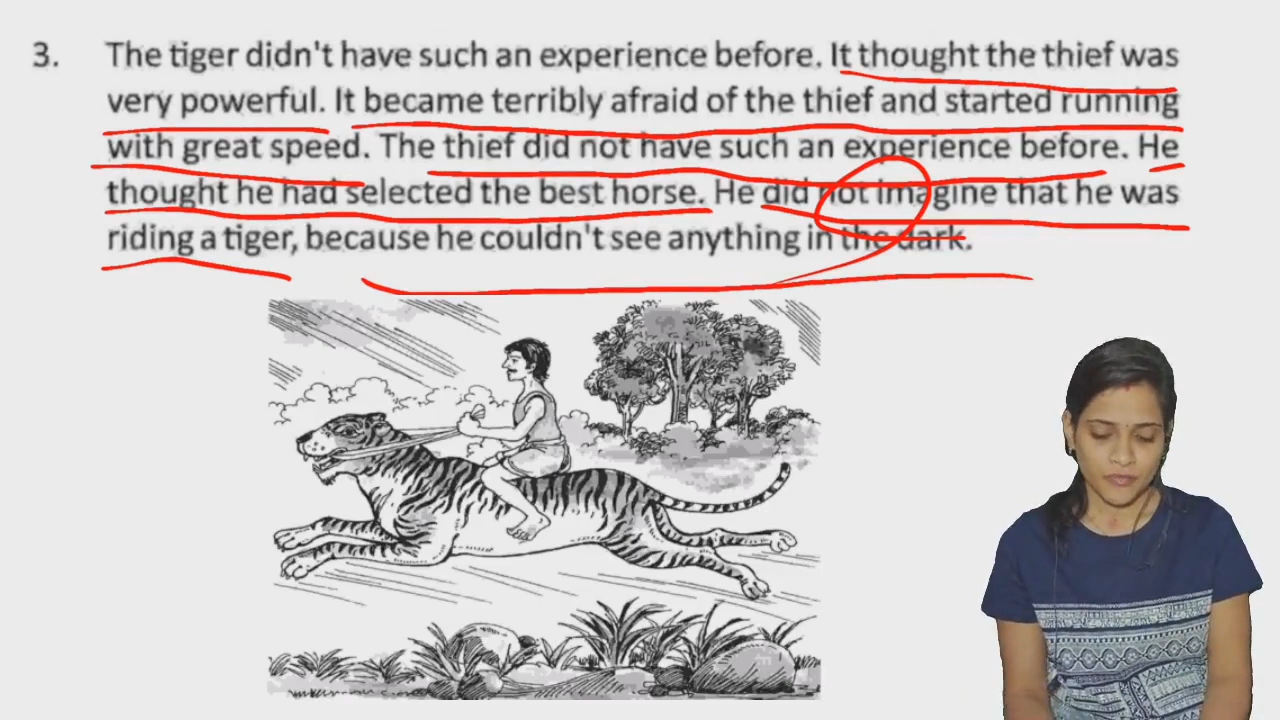 3. The tiger didn't have such an experience before. It thought the thief was
very powerful. It became terribly afraid of the thief and started running
with great speed. The thief did not have such an experience before. He
thought he had selected the best horse. He did not imagine that he was
riding a tiger, because he couldn't see anything in the dark.